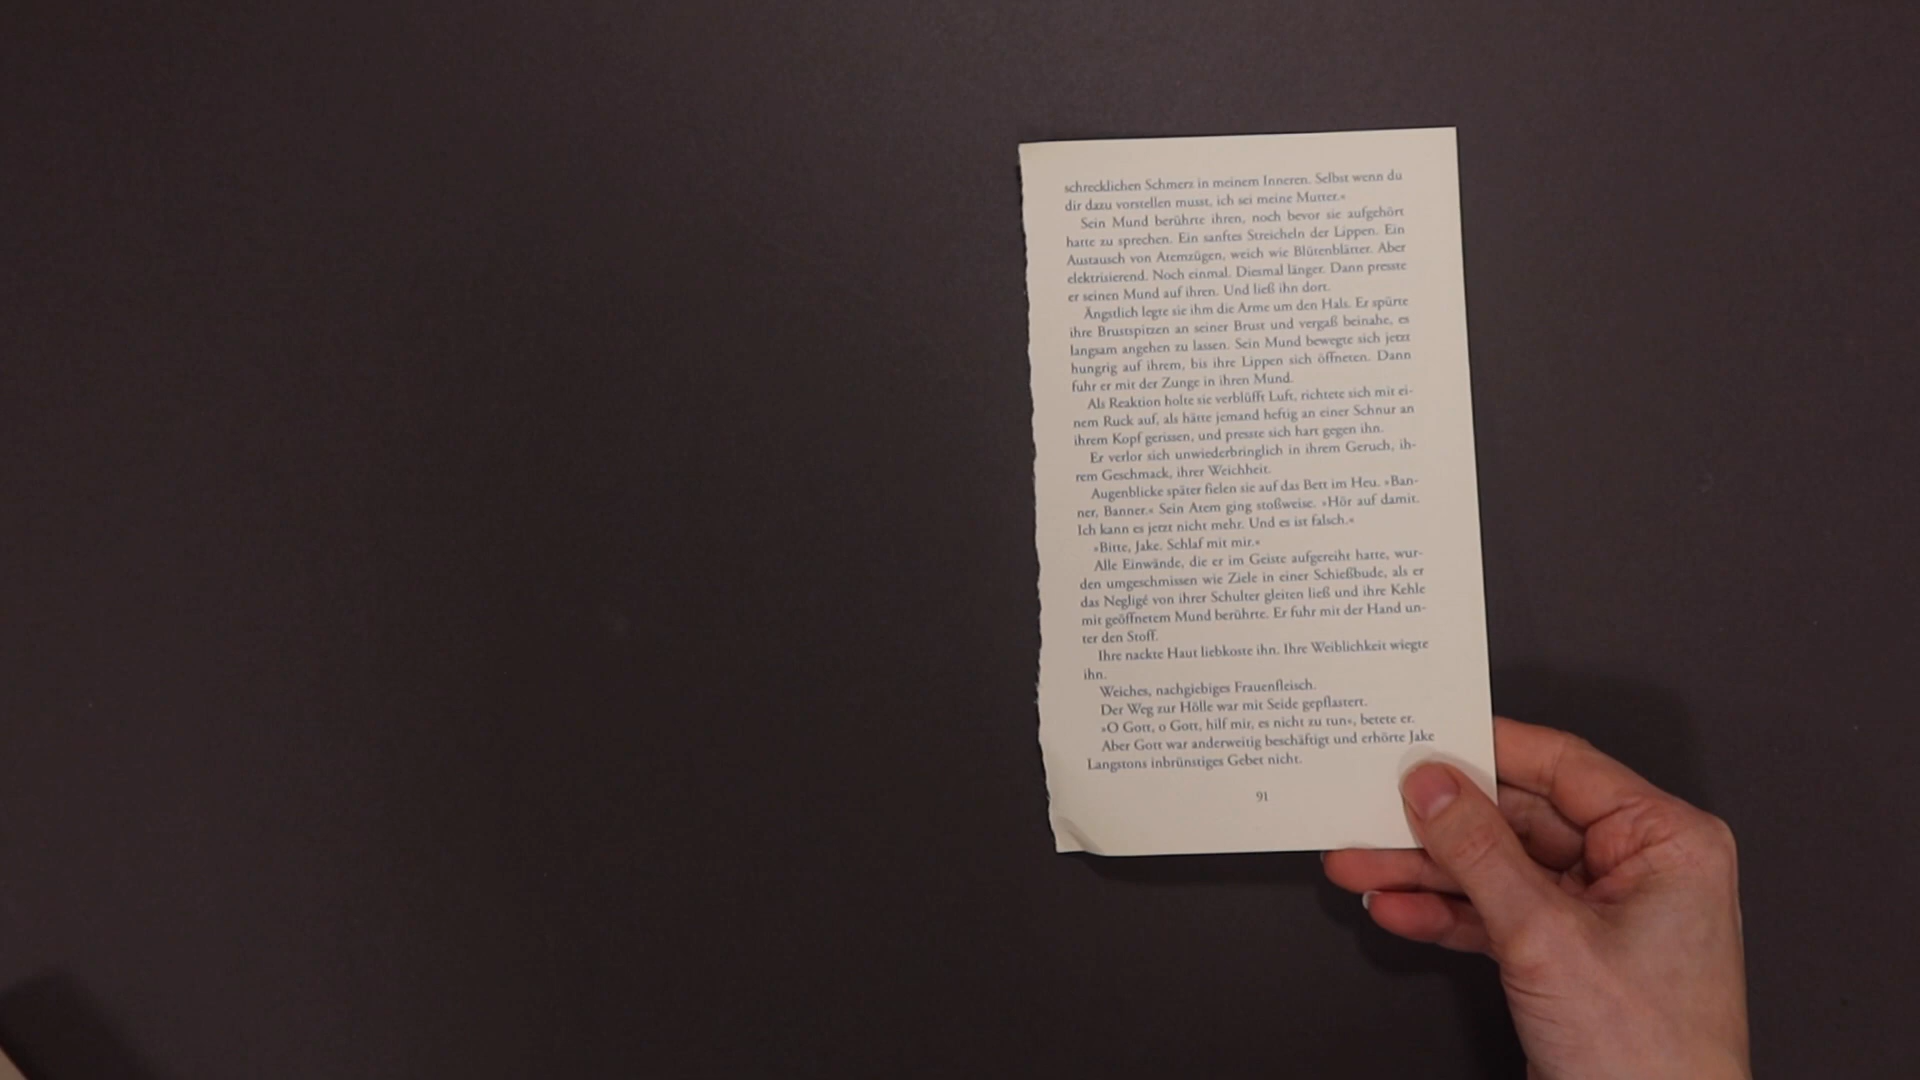 schrecklichen Schmerz in meinem Inneren. Selbst wenn du
dir dazu vorstellen musst, ich sei meine Mutter.«
Sein Mund berührte ihren, noch bevor sie aufgehört
hatte zu sprechen. Ein sanftes Streicheln der Lippen. Ein
Austausch von Atemzügen, weich wie Blütenblätter. Aber
elektrisierend. Noch einmal. Diesmal länger. Dann presste
er seinen Mund auf ihren. Und ließ ihn dort.
Ängstlich legte sie ihm die Arme um den Hals. Er spürte
ihre Brustspitzen an seiner Brust und vergaß beinahe, es
langsam angehen zu lassen. Sein Mund bewegte sich jetzt
hungrig auf ihrem, bis ihre Lippen sich öffneten. Dann
fuhr er mit der Zunge in ihren Mund.
Als Reaktion holte sie verblüfft Luft, richtete sich mit ei-
nem Ruck auf, als hätte jemand heftig an einer Schnur an
ihrem Kopf gerissen, und presste sich hart gegen ihn.
Er verlor sich unwiederbringlich in ihrem Geruch, ih-
rem Geschmack, ihrer Weichheit.
Augenblicke später fielen sie auf das Bett im Heu. »Ban-
ner, Banner.« Sein Atem ging stoßweise. »Hör auf damit.
Ich kann es jetzt nicht mehr. Und es ist falsch.«
»Bitte, Jake. Schlaf mit mir.«
Alle Einwände, die er im Geiste aufgereiht hatte, wur-
den umgeschmissen wie Ziele in einer Schießbude, als er
das Negligé von ihrer Schulter gleiten ließ und ihre Kehle
mit geöffnetem Mund berührte. Er fuhr mit der Hand un-
ter den Stoff.
Ihre nackte Haut liebkoste ihn. Ihre Weiblichkeit wiegte
ihn.
Weiches, nachgiebiges Frauenfleisch.
Der Weg zur Hölle war mit Seide gepflastert.
»O Gott, o Gott, hilf mir, es nicht zu tun«, betete er.
Aber Gott war anderweitig beschäftigt und erhörte Jake
Langstons inbrünstiges Gebet nicht.
91